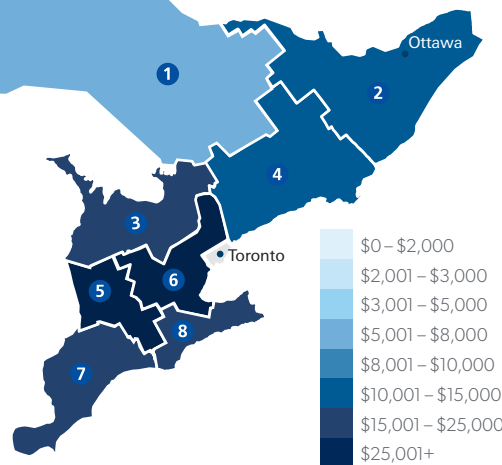 Ottawa
1
2
4
3
Toronto
6
5
8
7
$0 – $2,000
$2,001 – $3,000
$3,001 – $5,000
$5,001 – $8,000
$8,001 – $10,000
$10,001 – $15,000
$15,001 – $25,000
$25,001+